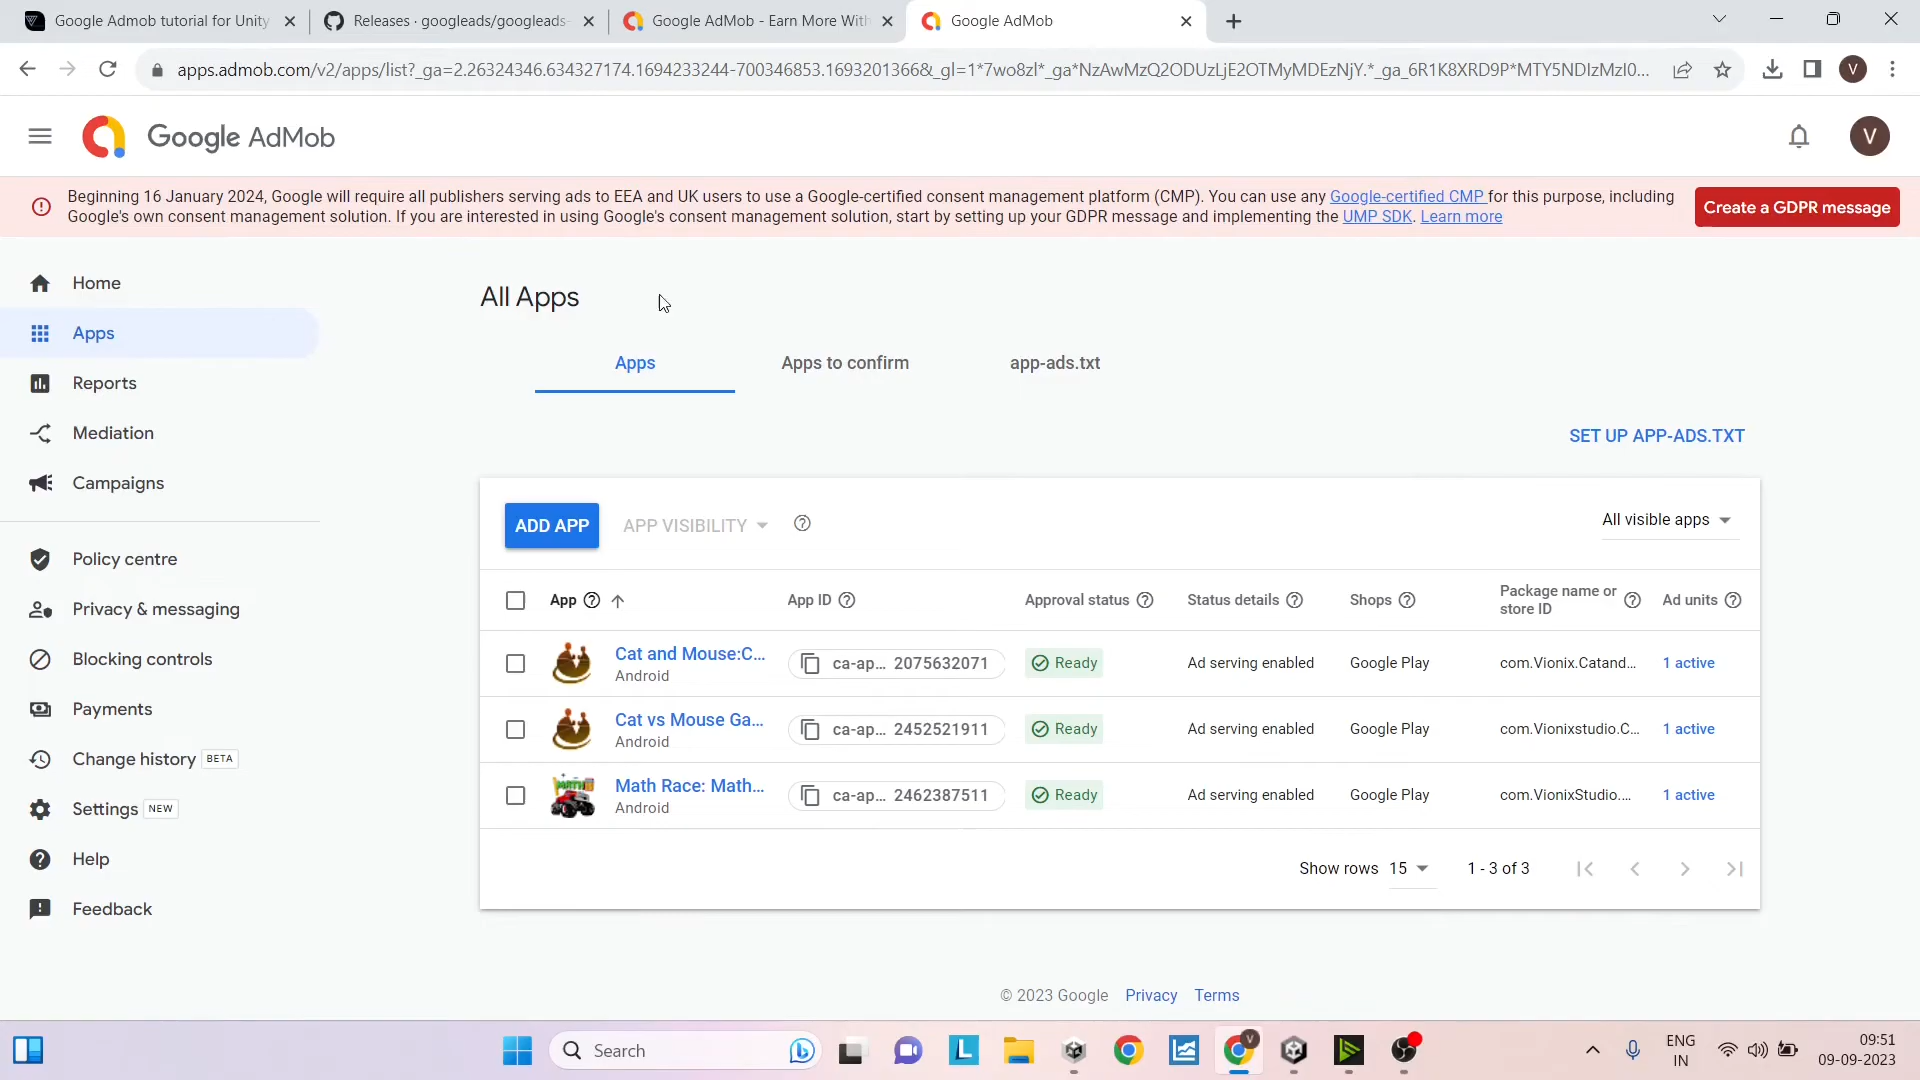 Google Admob tutorial for Unity
Releases · googleads/googleads-
Google AdMob - Earn More With
Google AdMob
apps.admob.com/v2/apps/list?_ga=2.26324346.634327174.1694233244-700346853.1693201366&_gl=1*7wo8zl*_ga*NzAwMzQ2ODUzLjE2OTMyMDEzNjY.*_ga_6R1K8XRD9P*MTY5NDIzMzI0...
V
Google AdMob
V
Beginning 16 January 2024, Google will require all publishers serving ads to EEA and UK users to use a Google-certified consent management platform (CMP). You can use any Google-certified CMP for this purpose, including
Google's own consent management solution. If you are interested in using Google's consent management solution, start by setting up your GDPR message and implementing the UMP SDK. Learn more
Create a GDPR message
Home
Apps
Reports
Mediation
Campaigns
Policy centre
Privacy & messaging
Blocking controls
Payments
Change history BETA
Settings NEW
Help
Feedback
All Apps
Apps Apps to confirm app-ads.txt
SET UP APP-ADS.TXT
ADD APP APP VISIBILITY All visible apps
App App ID Approval status Status details Shops Package name or store ID Ad units
Cat and Mouse:C... ca-ap... 2075632071 Ready Ad serving enabled Google Play com.Vionix.Catand... 1 active
Android
Cat vs Mouse Ga... ca-ap... 2452521911 Ready Ad serving enabled Google Play com.Vionixstudio.C... 1 active
Android
Math Race: Math... ca-ap... 2462387511 Ready Ad serving enabled Google Play com.VionixStudio.... 1 active
Android
Show rows 15 1 - 3 of 3
© 2023 Google Privacy Terms
Search
ENG
IN
09:51
09-09-2023